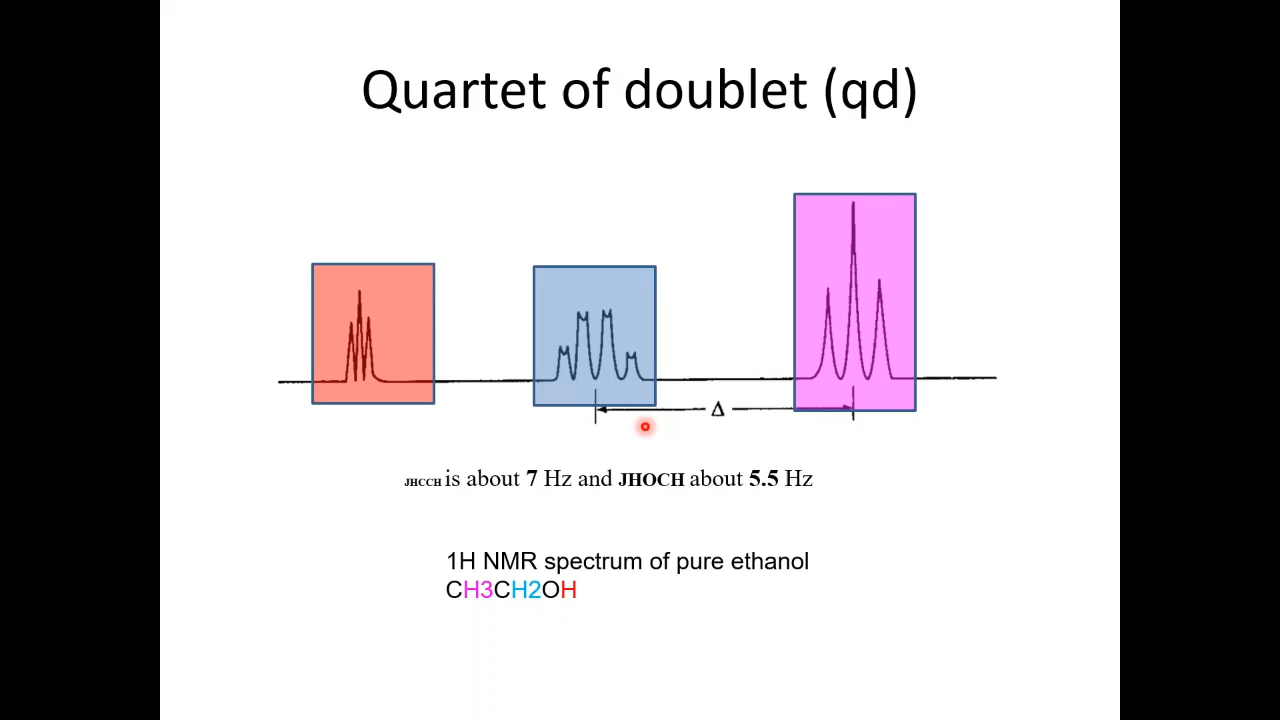 Quartet of doublet (qd)
Δ
JHCCH is about 7 Hz and JHOCH about 5.5 Hz
1H NMR spectrum of pure ethanol
CH3CH2OH